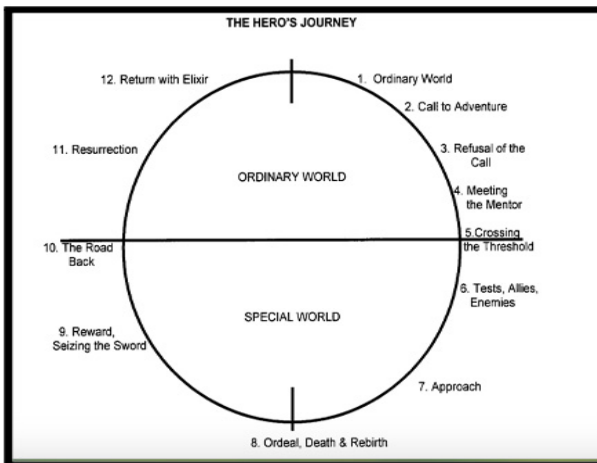 THE HERO'S JOURNEY
12. Return with Elixir
1. Ordinary World
2. Call to Adventure
11. Resurrection
3. Refusal of the
Call
ORDINARY WORLD
4. Meeting
the Mentor
10. The Road
Back
5.Crossing
the Threshold
6. Tests, Allies,
Enemies
SPECIAL WORLD
9. Reward,
Seizing the Sword
7. Approach
8. Ordeal, Death & Rebirth